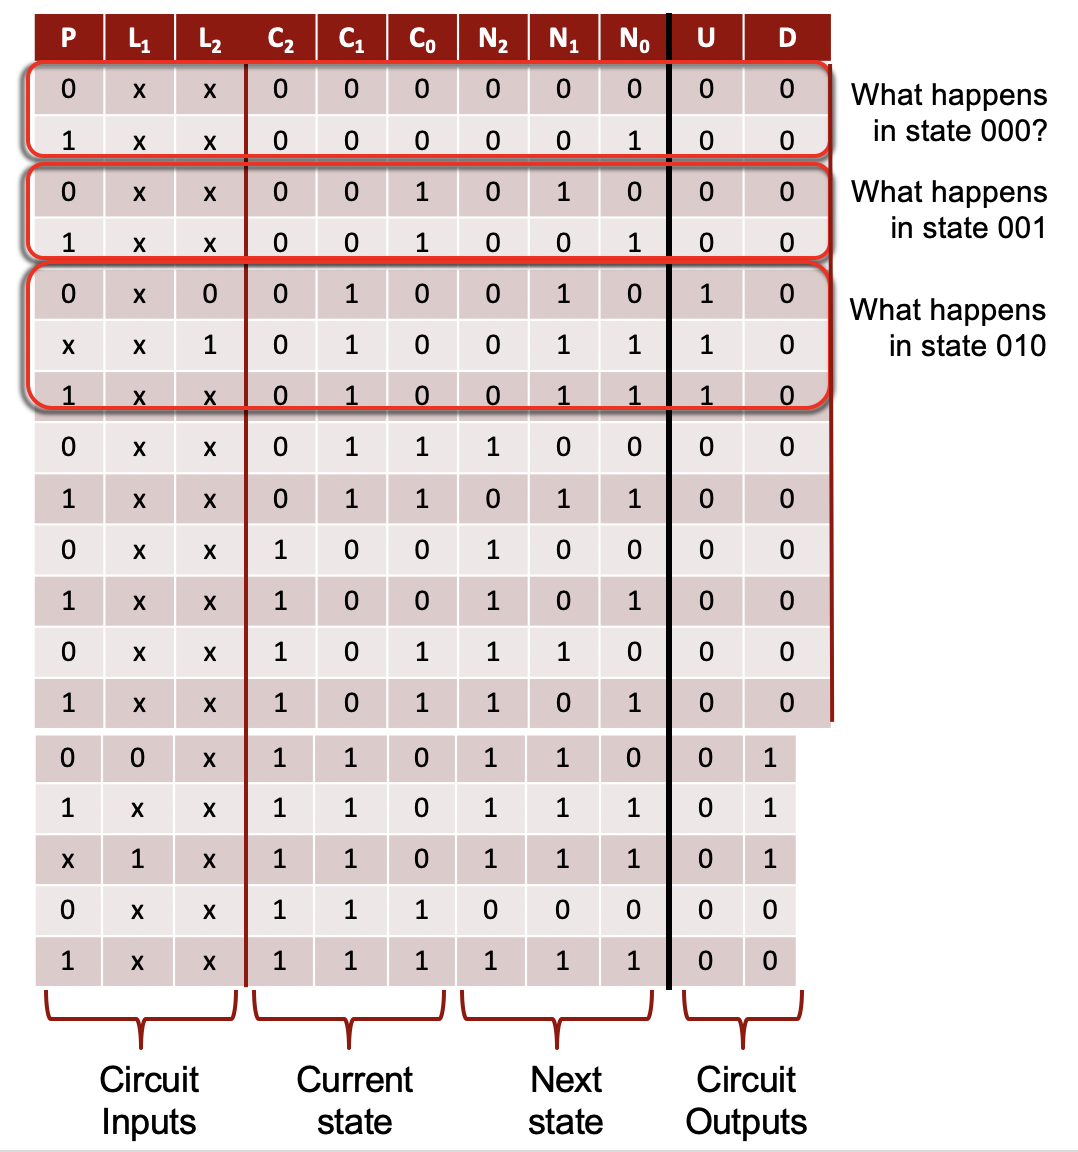 P L₁ L₂ C₂ C₁ C₀ N₂ N₁ N₀ U D
0 x x 0 0 0 0 0 0 0 0
What happens
1 x x 0 0 0 0 0 1 0 0
in state 000?
0 x x 0 0 1 0 1 0 0 0
What happens
1 x x 0 0 1 0 0 1 0 0
in state 001
0 x 0 0 1 0 0 1 0 1 0
What happens
x x 1 0 1 0 0 1 1 1 0
in state 010
1 x x 0 1 0 0 1 1 1 0
0 x x 0 1 1 1 0 0 0 0
1 x x 0 1 1 0 1 1 0 0
0 x x 1 0 0 1 0 0 0 0
1 x x 1 0 0 1 0 1 0 0
0 x x 1 0 1 1 1 0 0 0
1 x x 1 0 1 1 0 1 0 0
0 0 x 1 1 0 1 1 0 0 1
1 x x 1 1 0 1 1 1 0 1
x 1 x 1 1 0 1 1 1 0 1
0 x x 1 1 1 0 0 0 0 0
1 x x 1 1 1 1 1 1 0 0
Circuit
Inputs
Current
state
Next
state
Circuit
Outputs